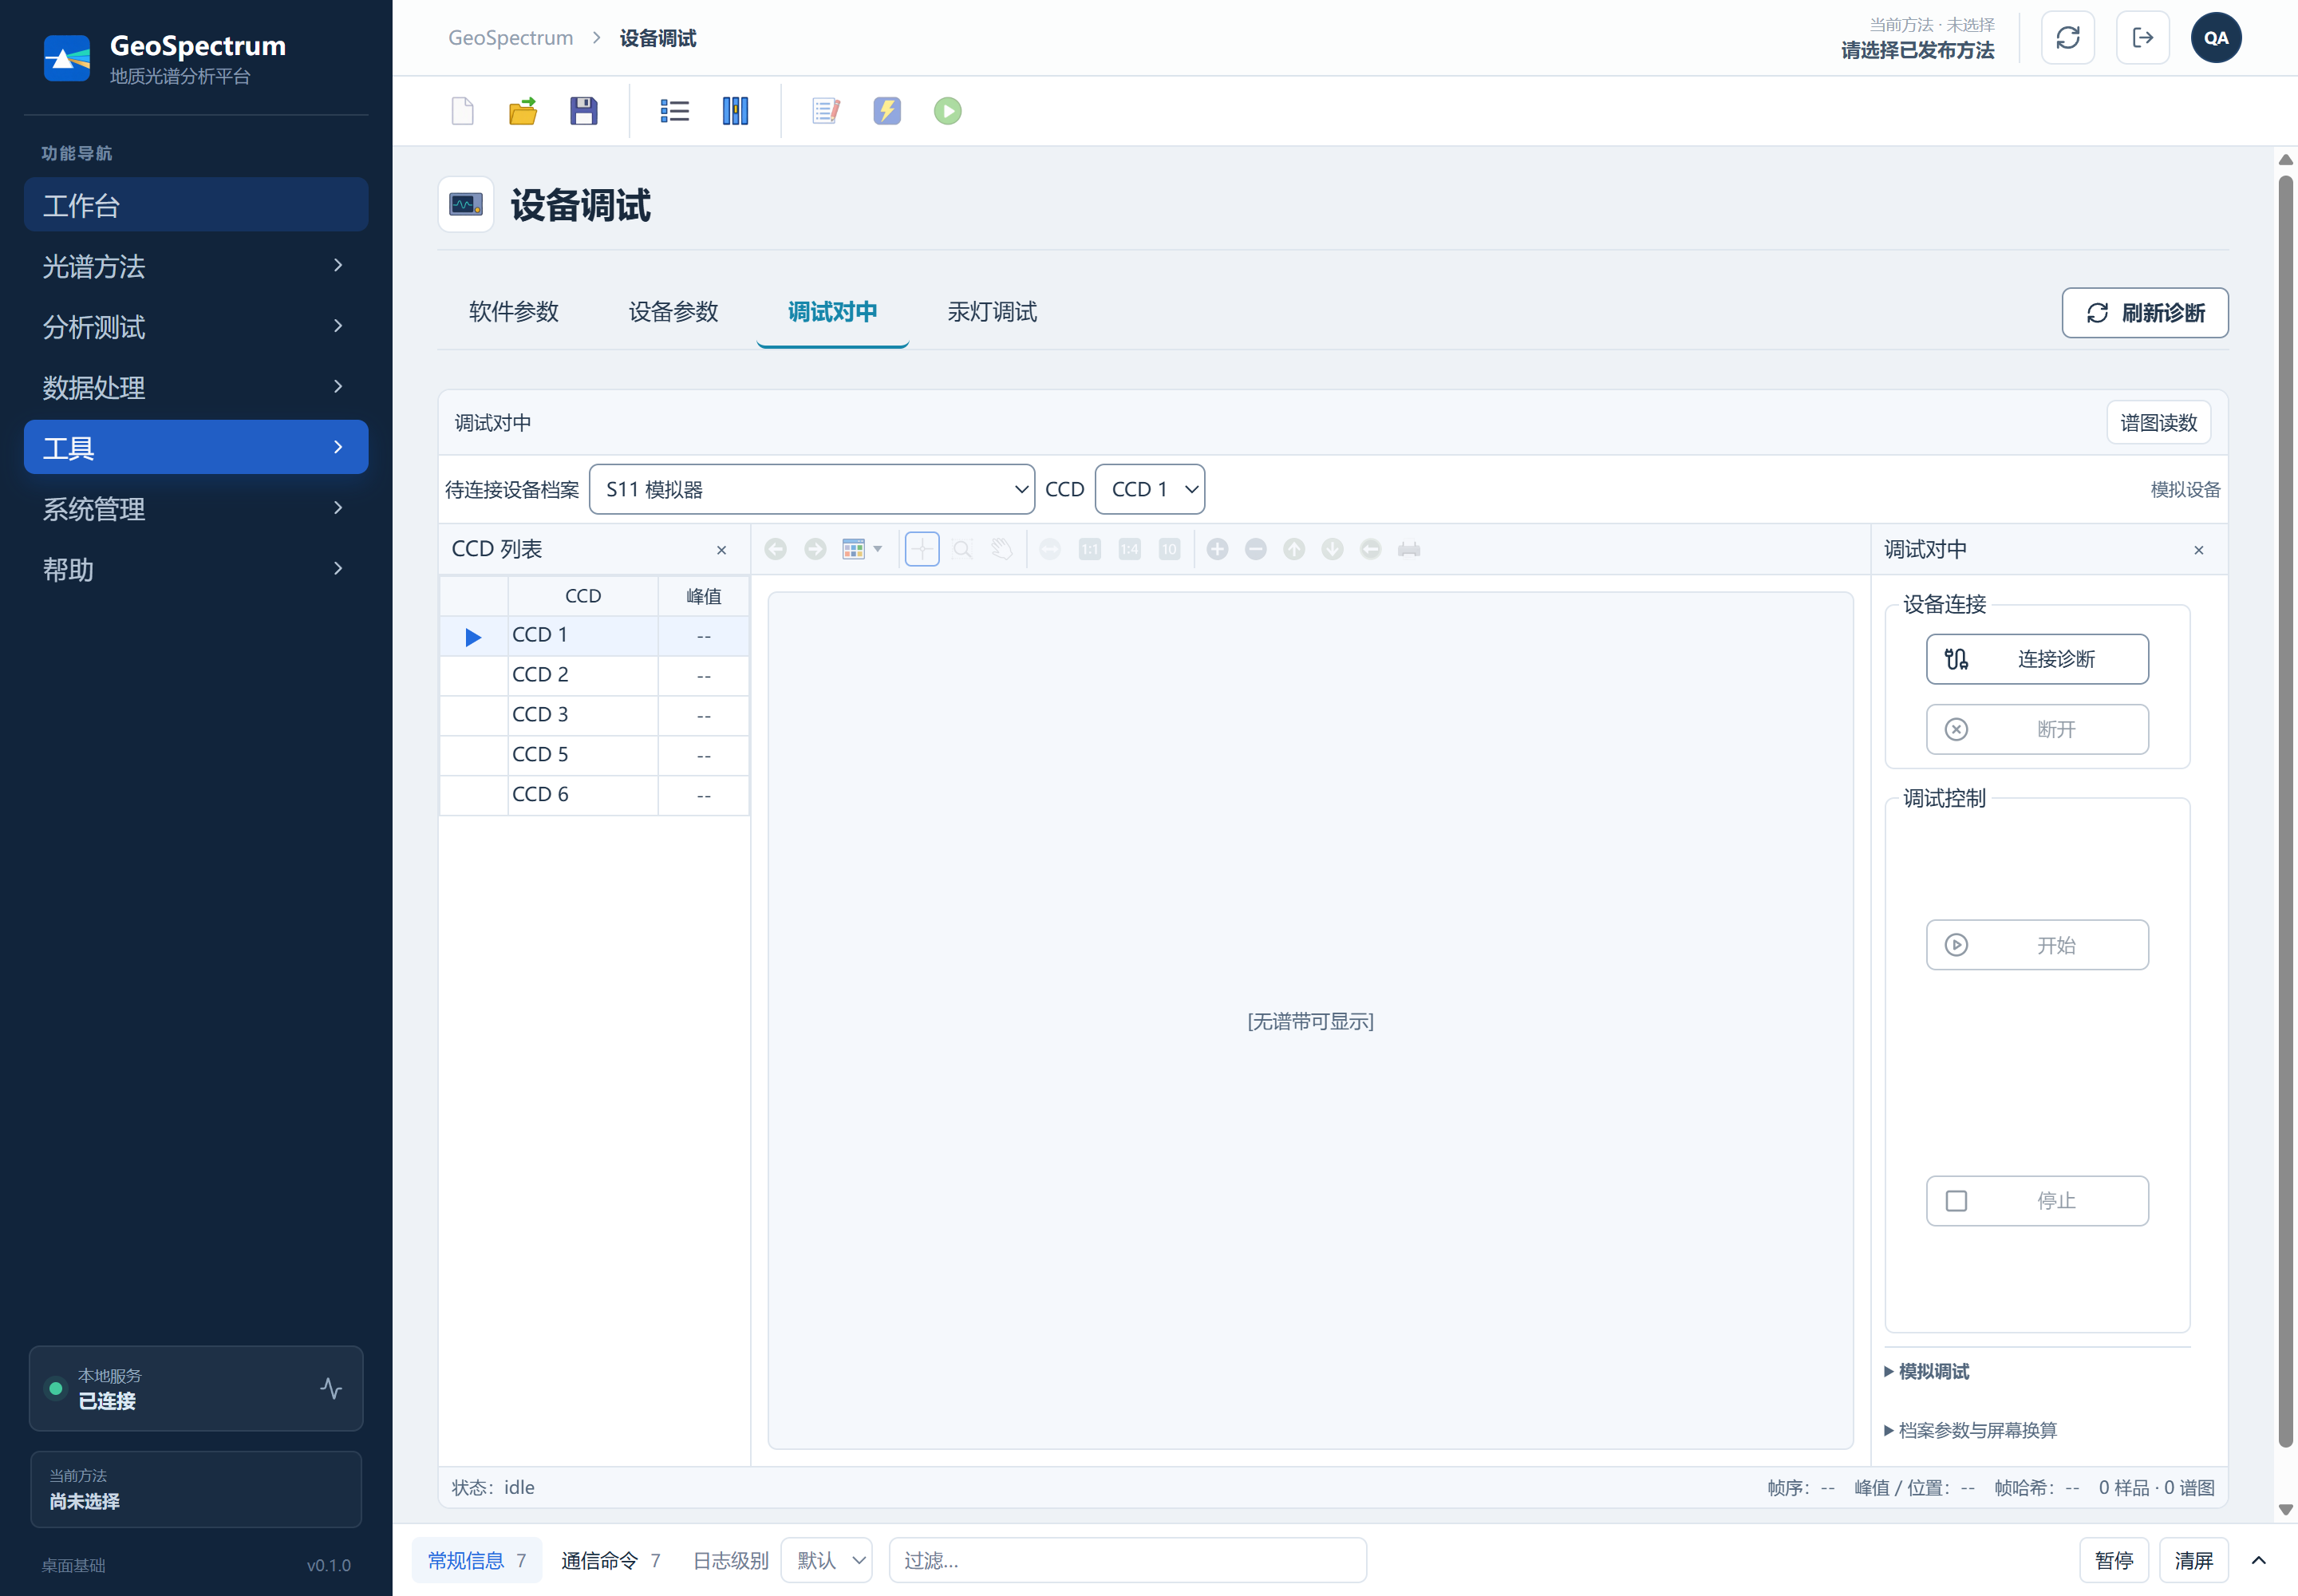 GeoSpectrum
地质光谱分析平台
功能导航
工作台
光谱方法
分析测试
数据处理
工具
系统管理
帮助
本地服务
已连接
当前方法
尚未选择
桌面基础 v0.1.0
GeoSpectrum 设备调试
当前方法 · 未选择
请选择已发布方法
QA
设备调试
软件参数 设备参数 调试对中 汞灯调试
刷新诊断
调试对中
谱图读数
待连接设备档案 S11 模拟器 CCD CCD 1
模拟设备
CCD 列表 ×
CCD 峰值
CCD 1 --
CCD 2 --
CCD 3 --
CCD 5 --
CCD 6 --
1:1 1:4 10
[无谱带可显示]
调试对中 ×
设备连接
连接诊断
断开
调试控制
开始
停止
模拟调试
档案参数与屏幕换算
状态：idle
帧序：-- 峰值 / 位置：-- 帧哈希：-- 0 样品 · 0 谱图
常规信息 7 通信命令 7 日志级别 默认 过滤...
暂停 清屏